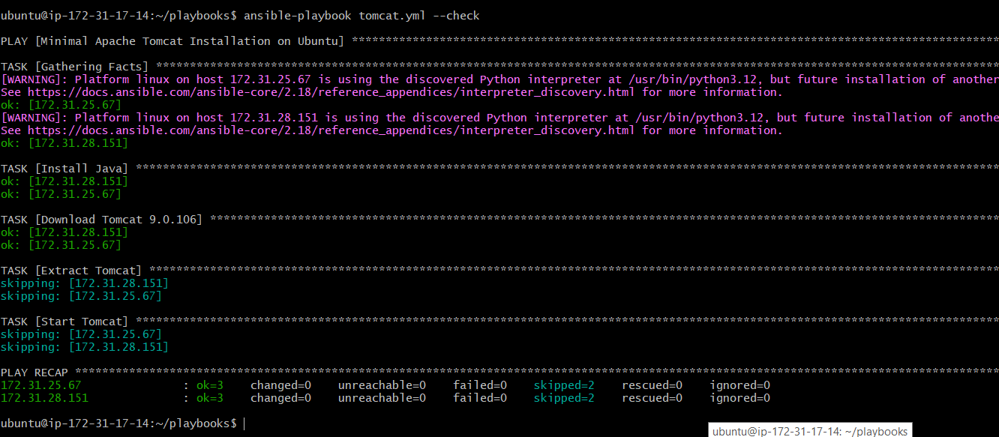 ubuntu@ip-172-31-17-14:~/playbooks$ ansible-playbook tomcat.yml --check
PLAY [Minimal Apache Tomcat Installation on Ubuntu] ************************************************************************************************
TASK [Gathering Facts] *****************************************************************************************************************************
[WARNING]: Platform linux on host 172.31.25.67 is using the discovered Python interpreter at /usr/bin/python3.12, but future installation of another
See https://docs.ansible.com/ansible-core/2.18/reference_appendices/interpreter_discovery.html for more information.
ok: [172.31.25.67]
[WARNING]: Platform linux on host 172.31.28.151 is using the discovered Python interpreter at /usr/bin/python3.12, but future installation of anothe
See https://docs.ansible.com/ansible-core/2.18/reference_appendices/interpreter_discovery.html for more information.
ok: [172.31.28.151]
TASK [Install Java] ********************************************************************************************************************************
ok: [172.31.28.151]
ok: [172.31.25.67]
TASK [Download Tomcat 9.0.106] *********************************************************************************************************************
ok: [172.31.28.151]
ok: [172.31.25.67]
TASK [Extract Tomcat] ******************************************************************************************************************************
skipping: [172.31.28.151]
skipping: [172.31.25.67]
TASK [Start Tomcat] ********************************************************************************************************************************
skipping: [172.31.25.67]
skipping: [172.31.28.151]
PLAY RECAP *****************************************************************************************************************************************
172.31.25.67               : ok=3    changed=0    unreachable=0    failed=0    skipped=2    rescued=0    ignored=0
172.31.28.151              : ok=3    changed=0    unreachable=0    failed=0    skipped=2    rescued=0    ignored=0
ubuntu@ip-172-31-17-14:~/playbooks$
ubuntu@ip-172-31-17-14: ~/playbooks